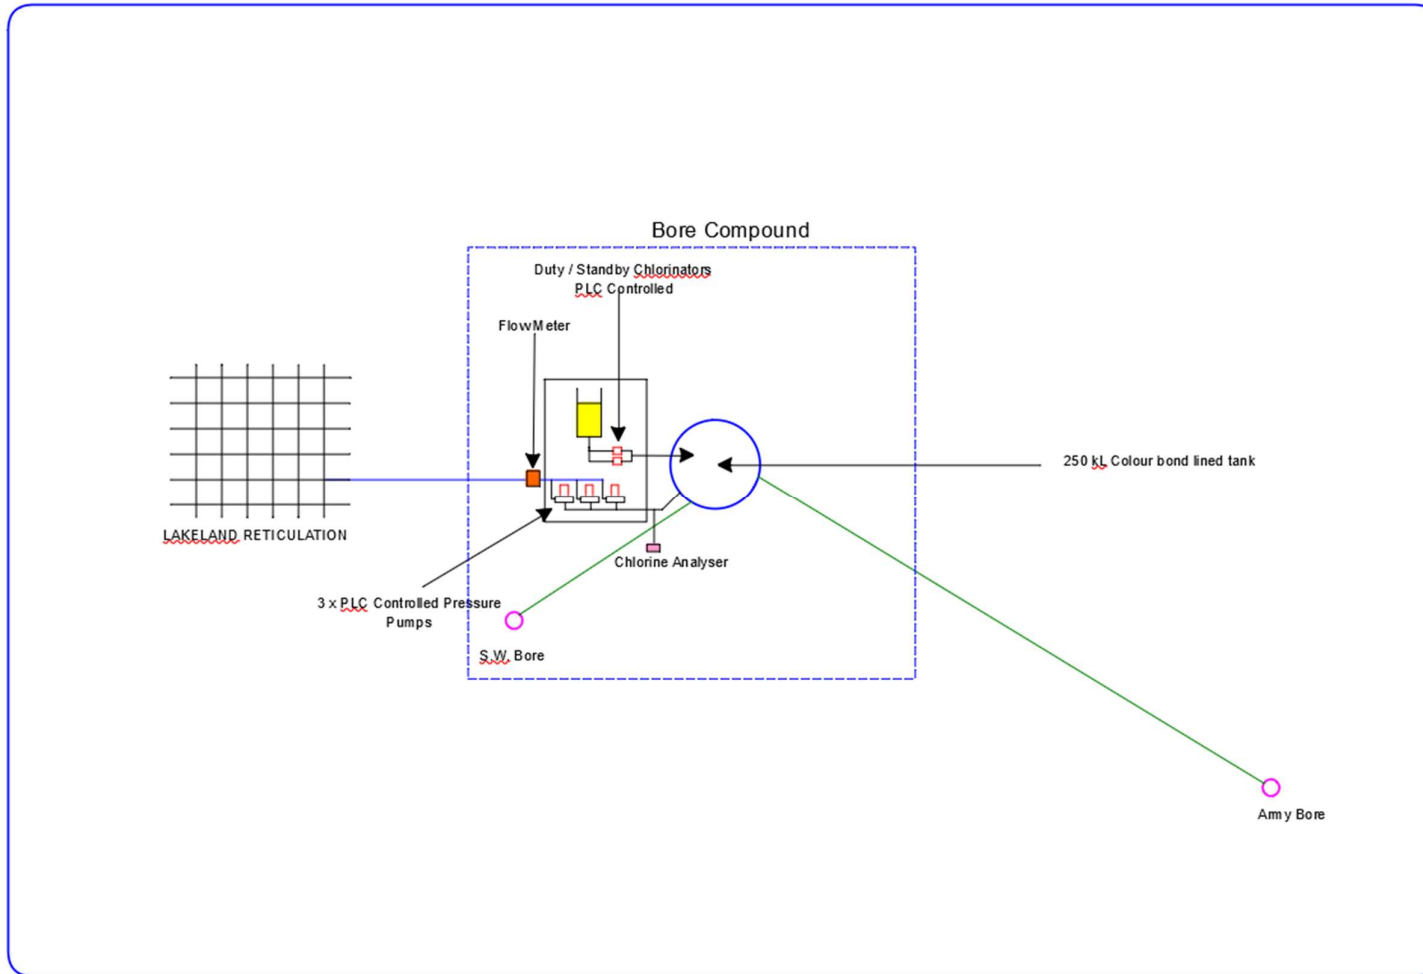 Bore Compound
Duty / Standby Chlorinators
PLC Controlled
FlowMeter
250 kL Colour bond lined tank
LAKELAND RETICULATION
Chlorine Analyser
3 x PLC Controlled Pressure
Pumps
S.W. Bore
Army Bore